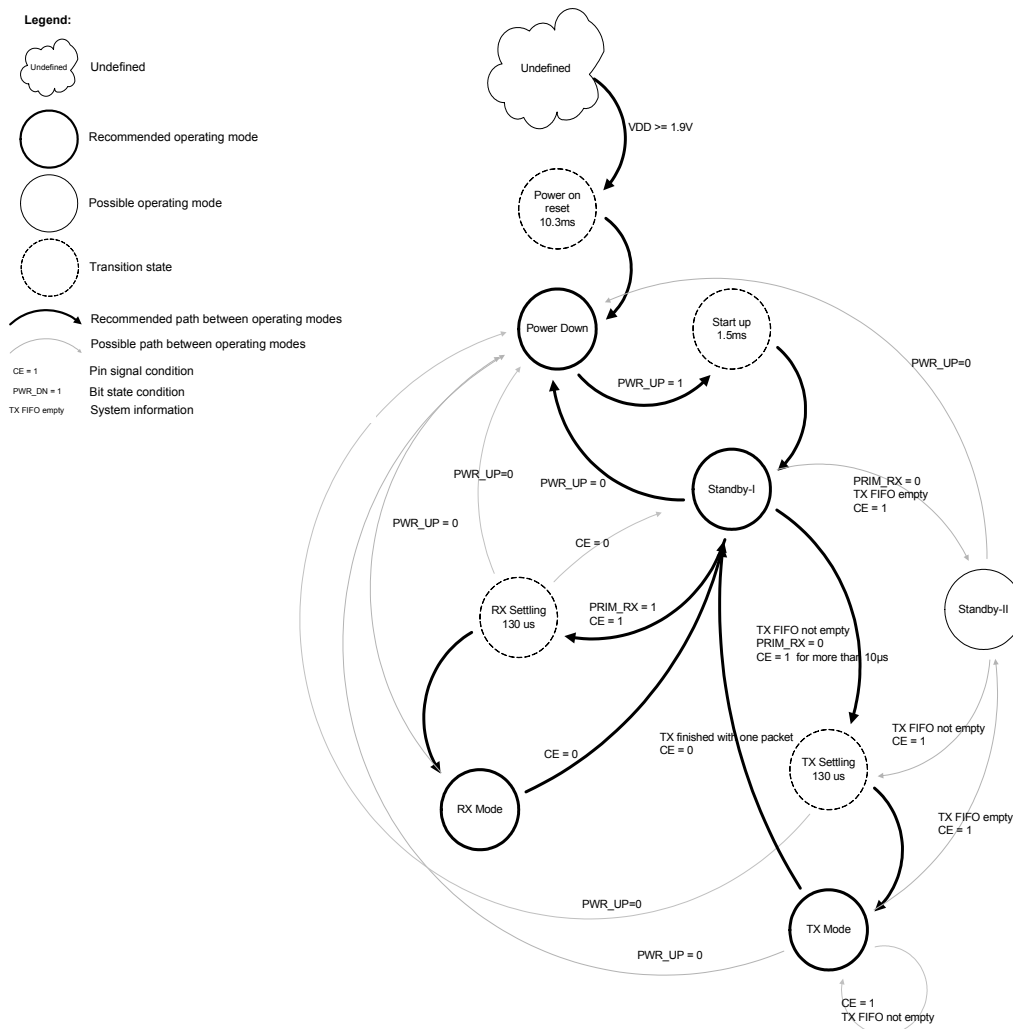 Legend:
Undefined
Undefined
Recommended operating mode
Possible operating mode
Transition state
Recommended path between operating modes
Possible path between operating modes
CE = 1
Pin signal condition
PWR_DN = 1
Bit state condition
TX FIFO empty
System information
Undefined
VDD >= 1.9V
Power on
reset
10.3ms
Power Down
Start up
1.5ms
PWR_UP=0
PWR_UP = 1
PWR_UP=0
PWR_UP = 0
Standby-I
PRIM_RX = 0
TX FIFO empty
CE = 1
PWR_UP = 0
CE = 0
RX Settling
130 us
PRIM_RX = 1
CE = 1
Standby-II
TX FIFO not empty
PRIM_RX = 0
CE = 1 for more than 10µs
TX FIFO not empty
CE = 1
TX finished with one packet
CE = 0
CE = 0
TX Settling
130 us
RX Mode
TX FIFO empty
CE = 1
PWR_UP=0
TX Mode
PWR_UP = 0
CE = 1
TX FIFO not empty